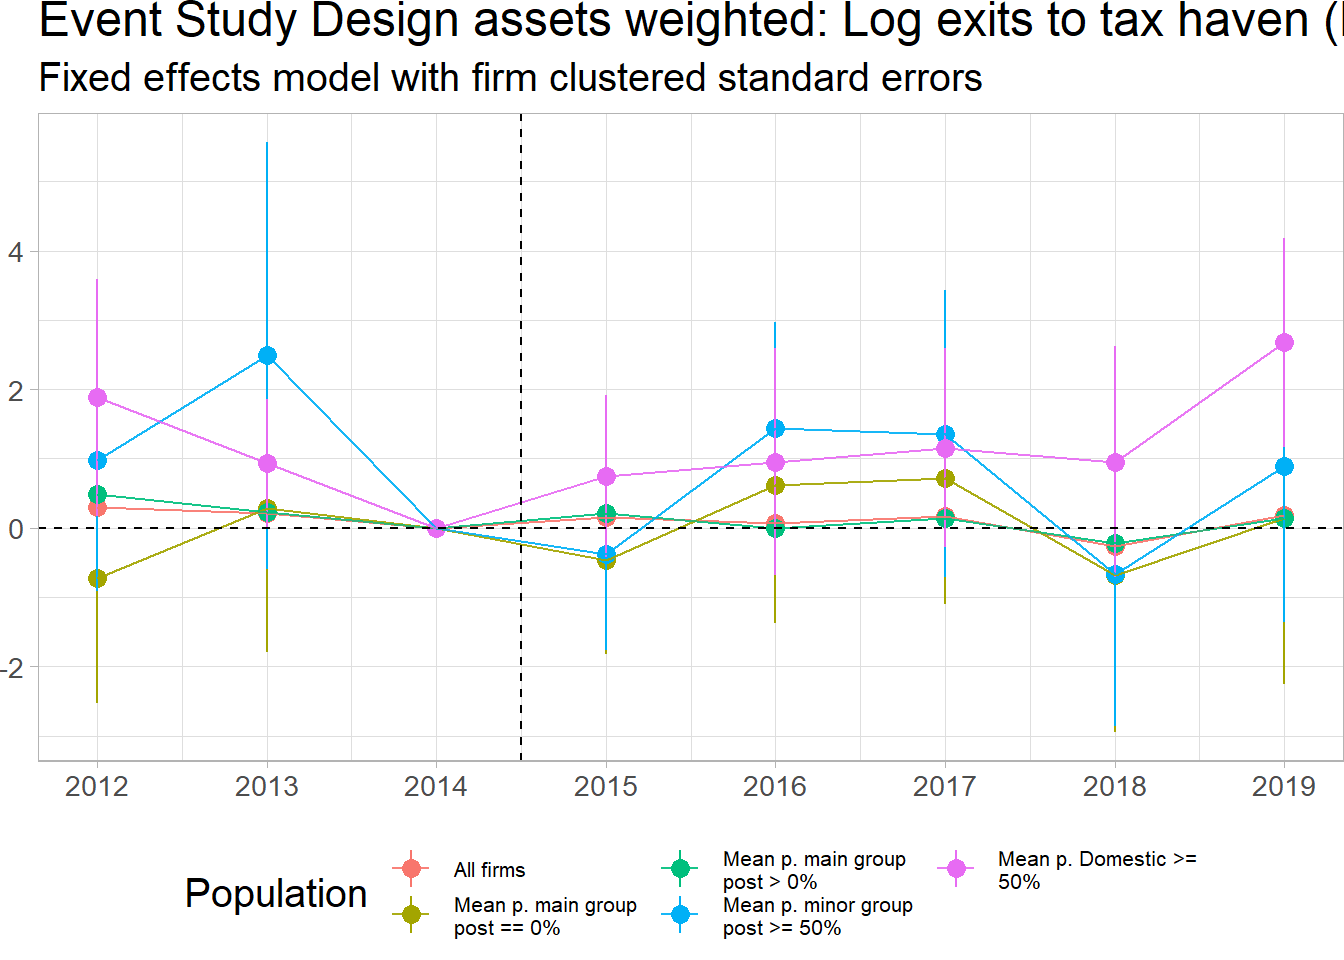 Event Study Design assets weighted: Log exits to tax haven (
Fixed effects model with firm clustered standard errors
4
2
0
-2
2012 2013 2014 2015 2016 2017 2018 2019
Population
All firms
Mean p. main group
post == 0%
Mean p. main group
post > 0%
Mean p. minor group
post >= 50%
Mean p. Domestic >=
50%